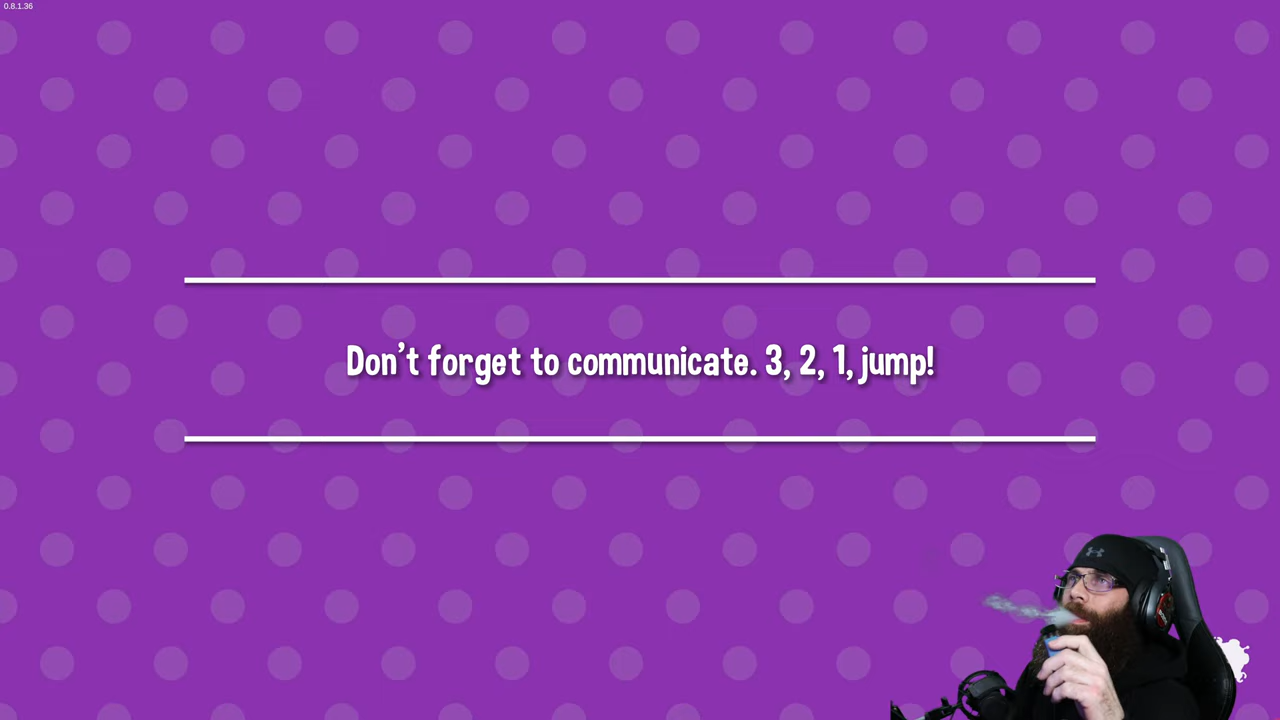 0.8.1.36
Don't forget to communicate. 3, 2, 1, jump!